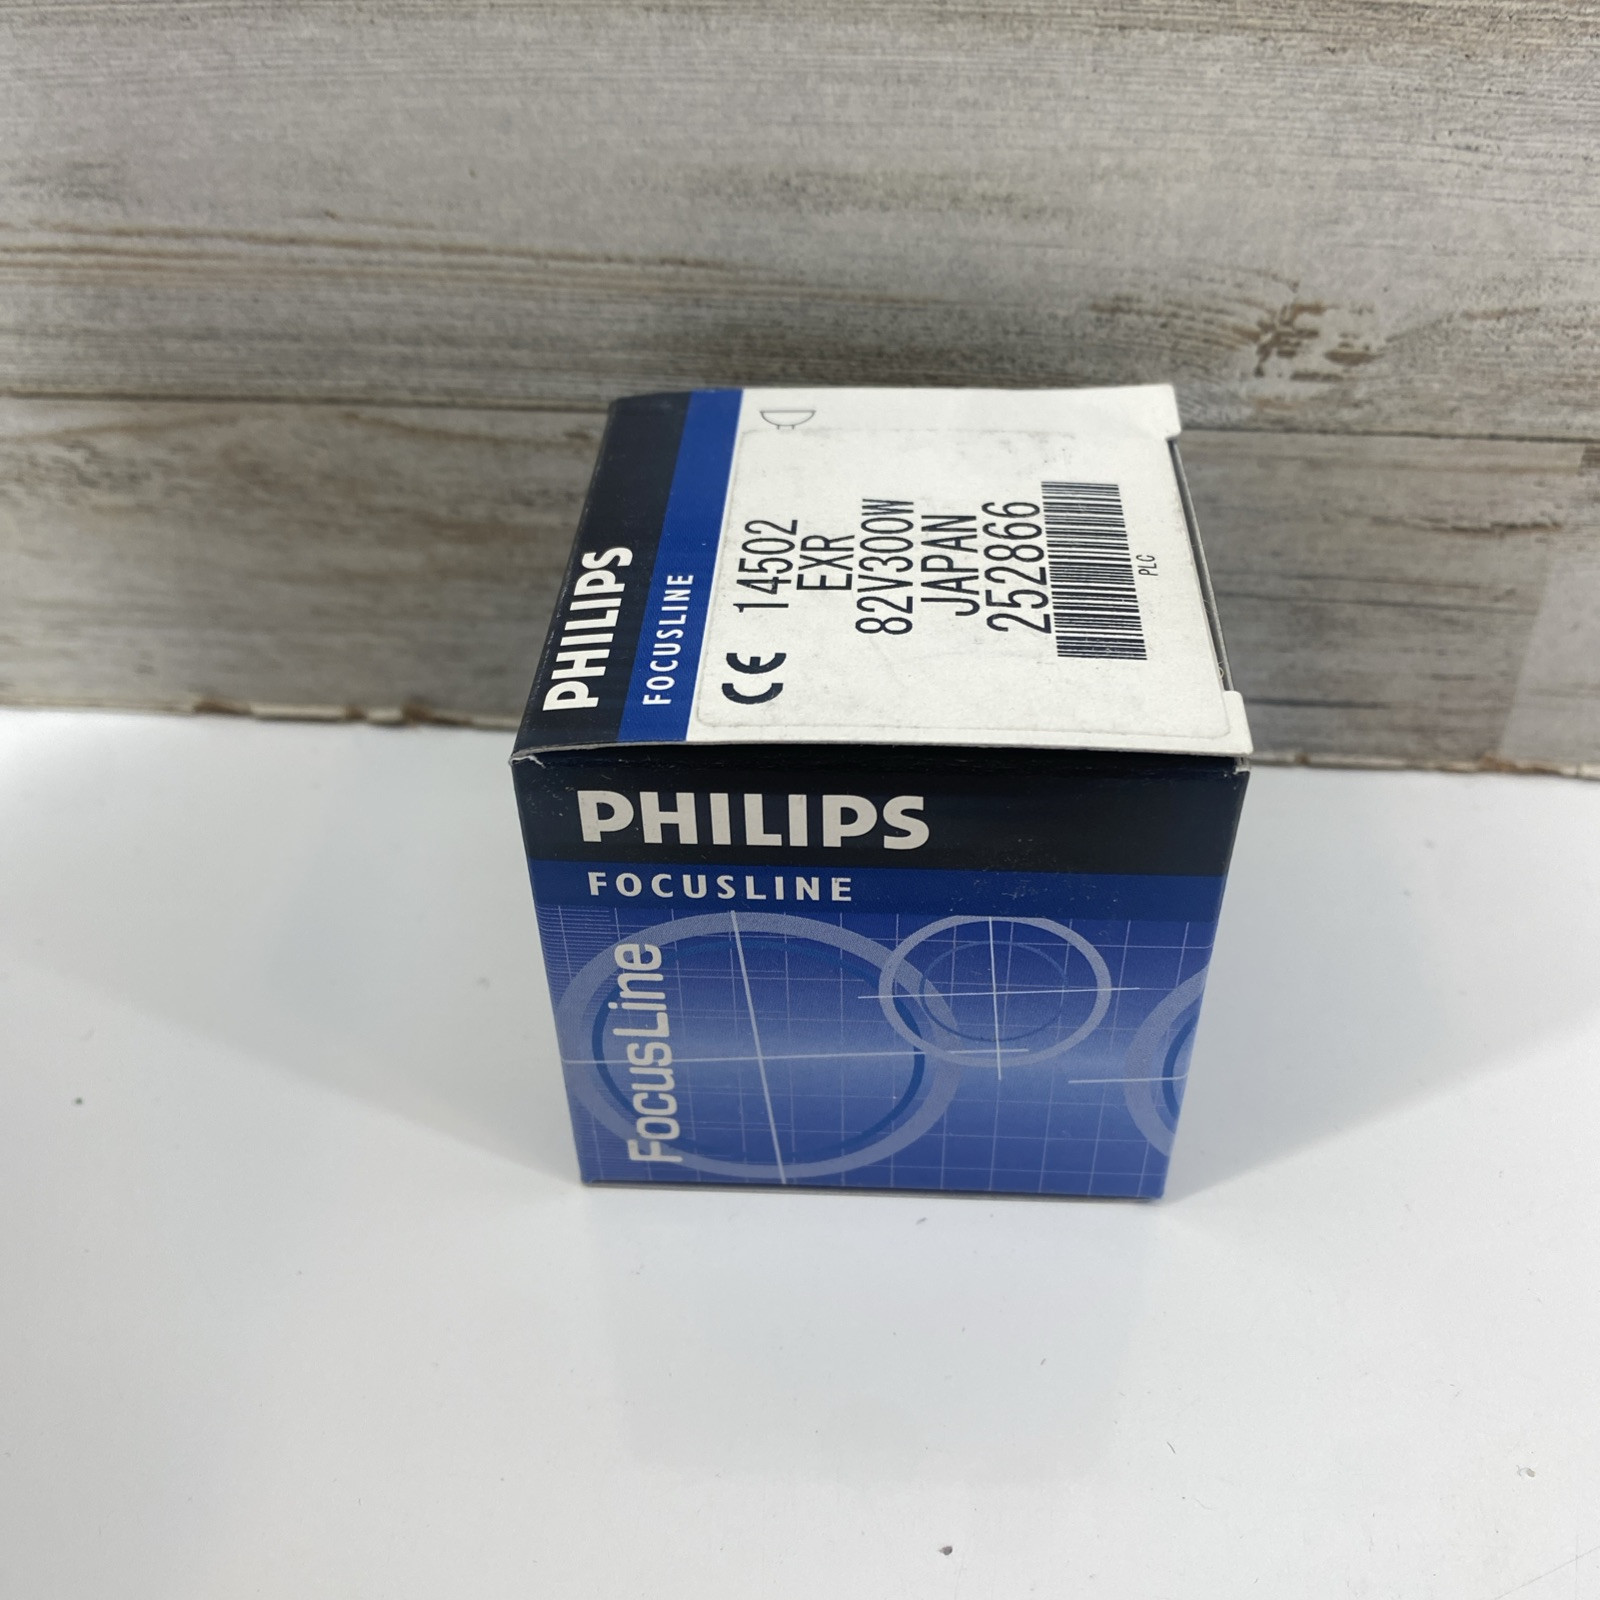 PHILIPS
FOCUSLINE
CE 14502
EXR
82V300W
JAPAN
252866
PLC
PHILIPS
FOCUSLINE
FocusLine